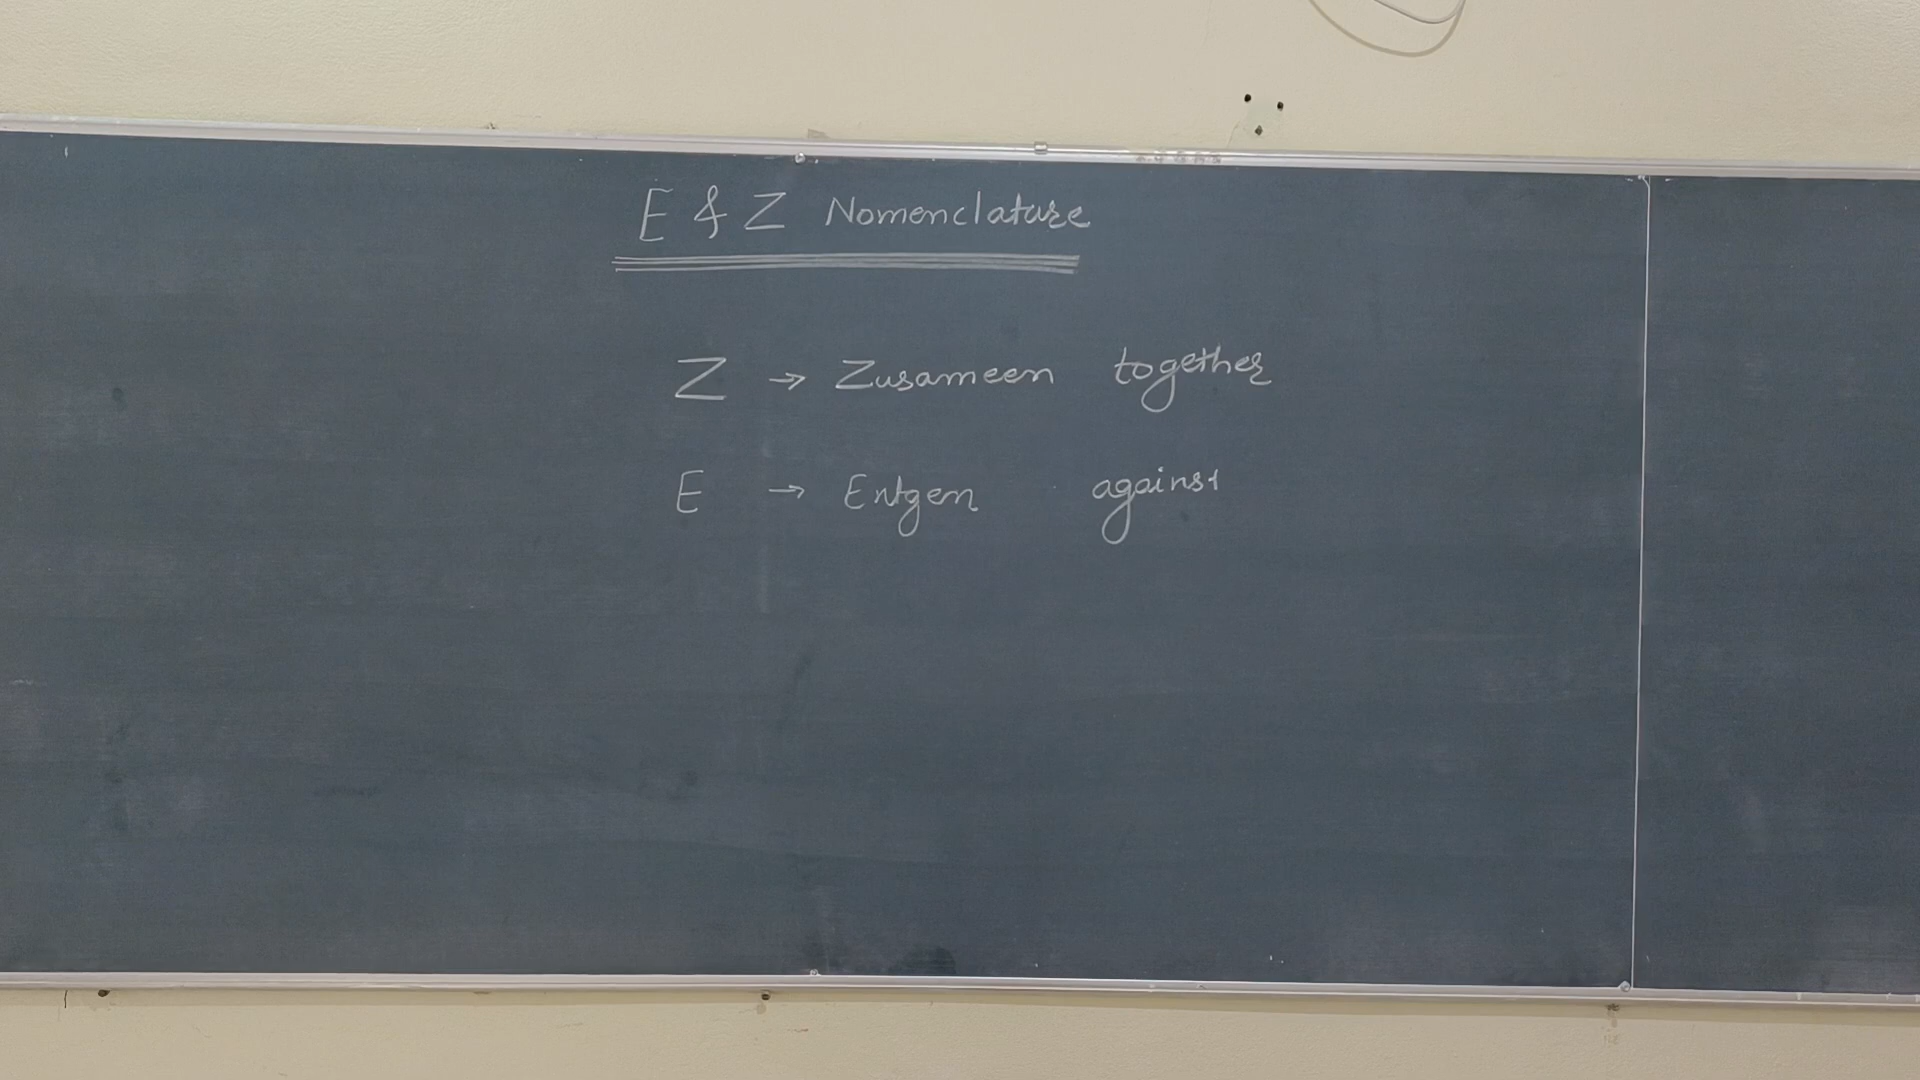 E & Z Nomenclature
Z → Zusameen together
E → Entgen against